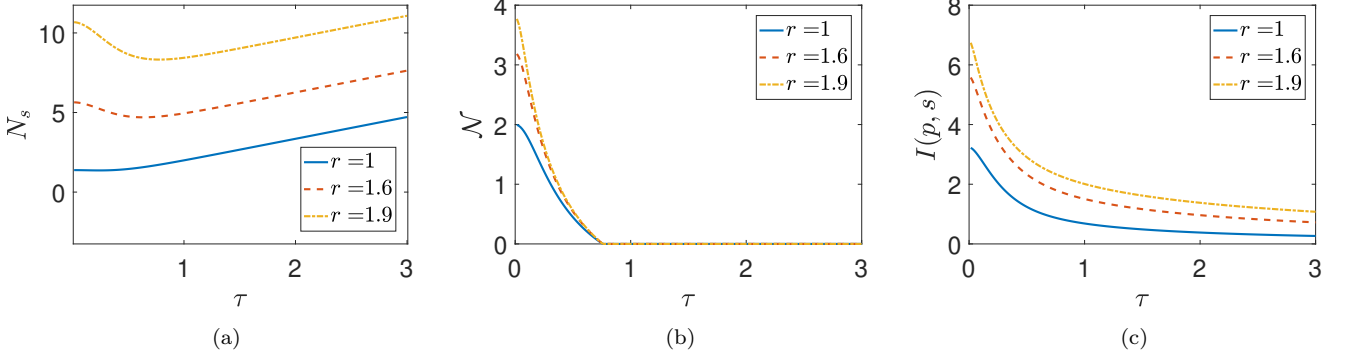 10
5
0
N_s
r =1
r =1.6
r =1.9
1 2 3
τ
(a)
4
3
2
1
0
𝒩
r =1
r =1.6
r =1.9
0 1 2 3
τ
(b)
8
6
4
2
0
I(p, s)
r =1
r =1.6
r =1.9
0 1 2 3
τ
(c)